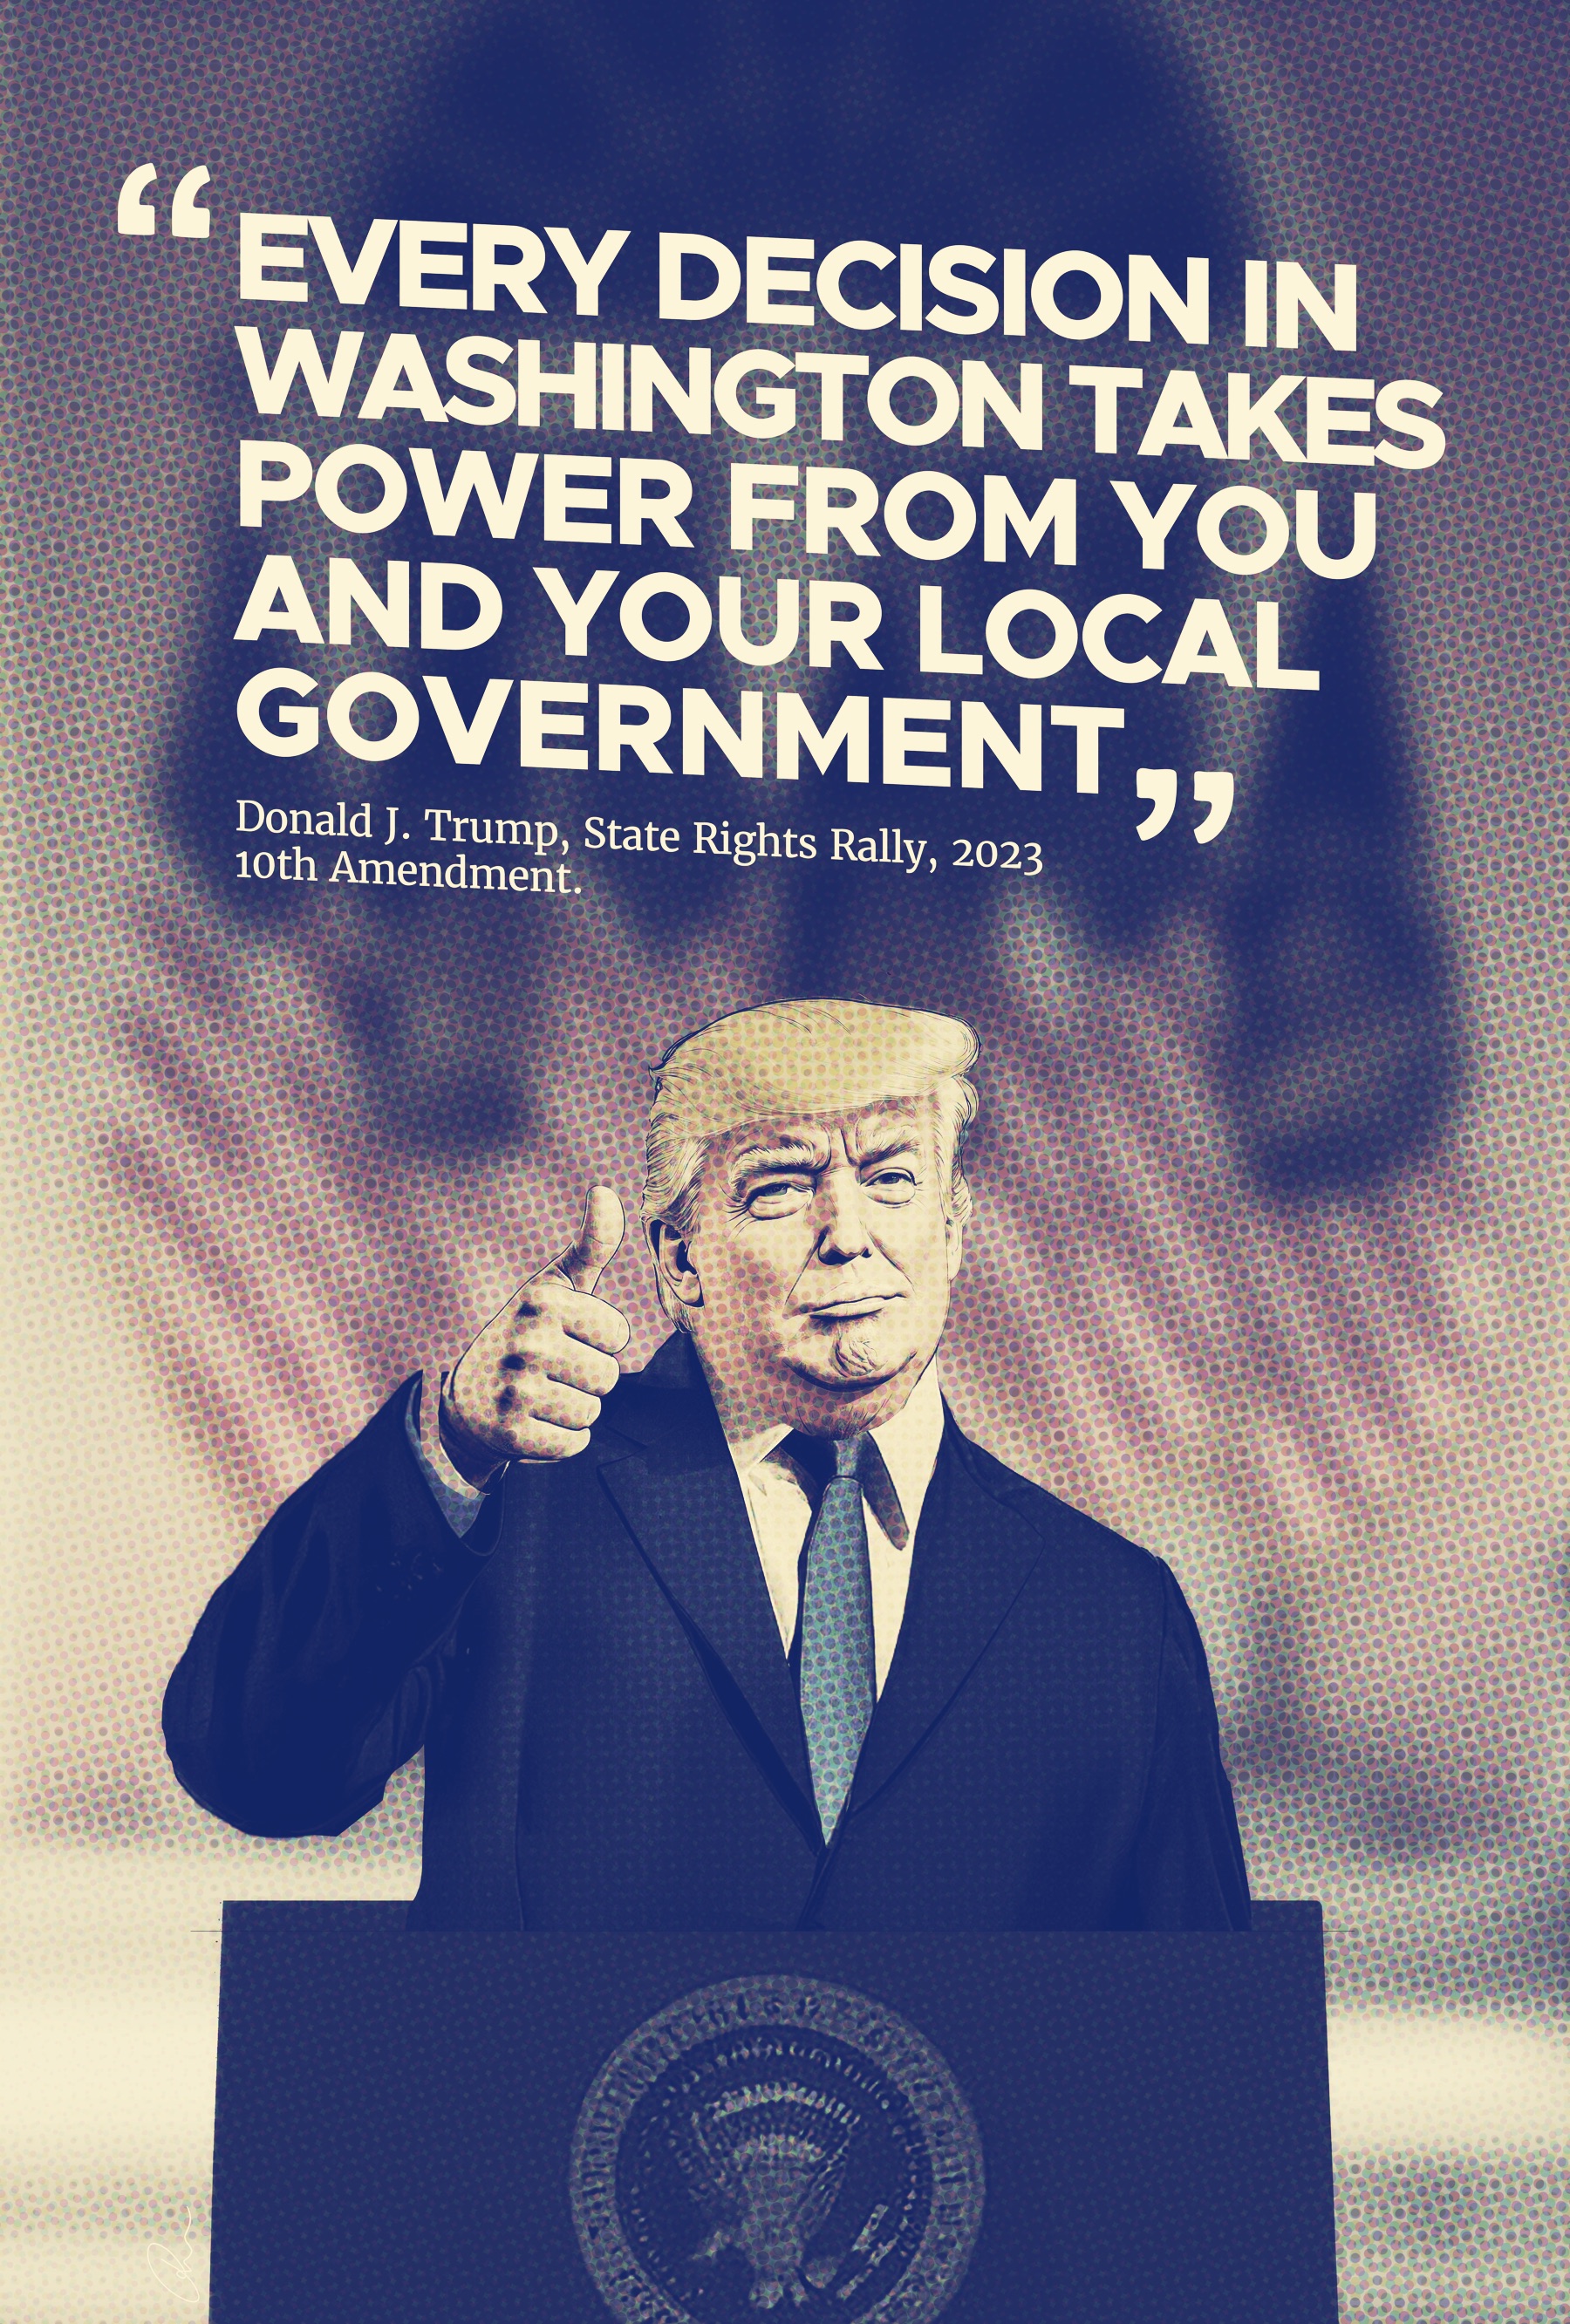 “EVERY DECISION IN
WASHINGTON TAKES
POWER FROM YOU
AND YOUR LOCAL
GOVERNMENT”
Donald J. Trump, State Rights Rally, 2023
10th Amendment.